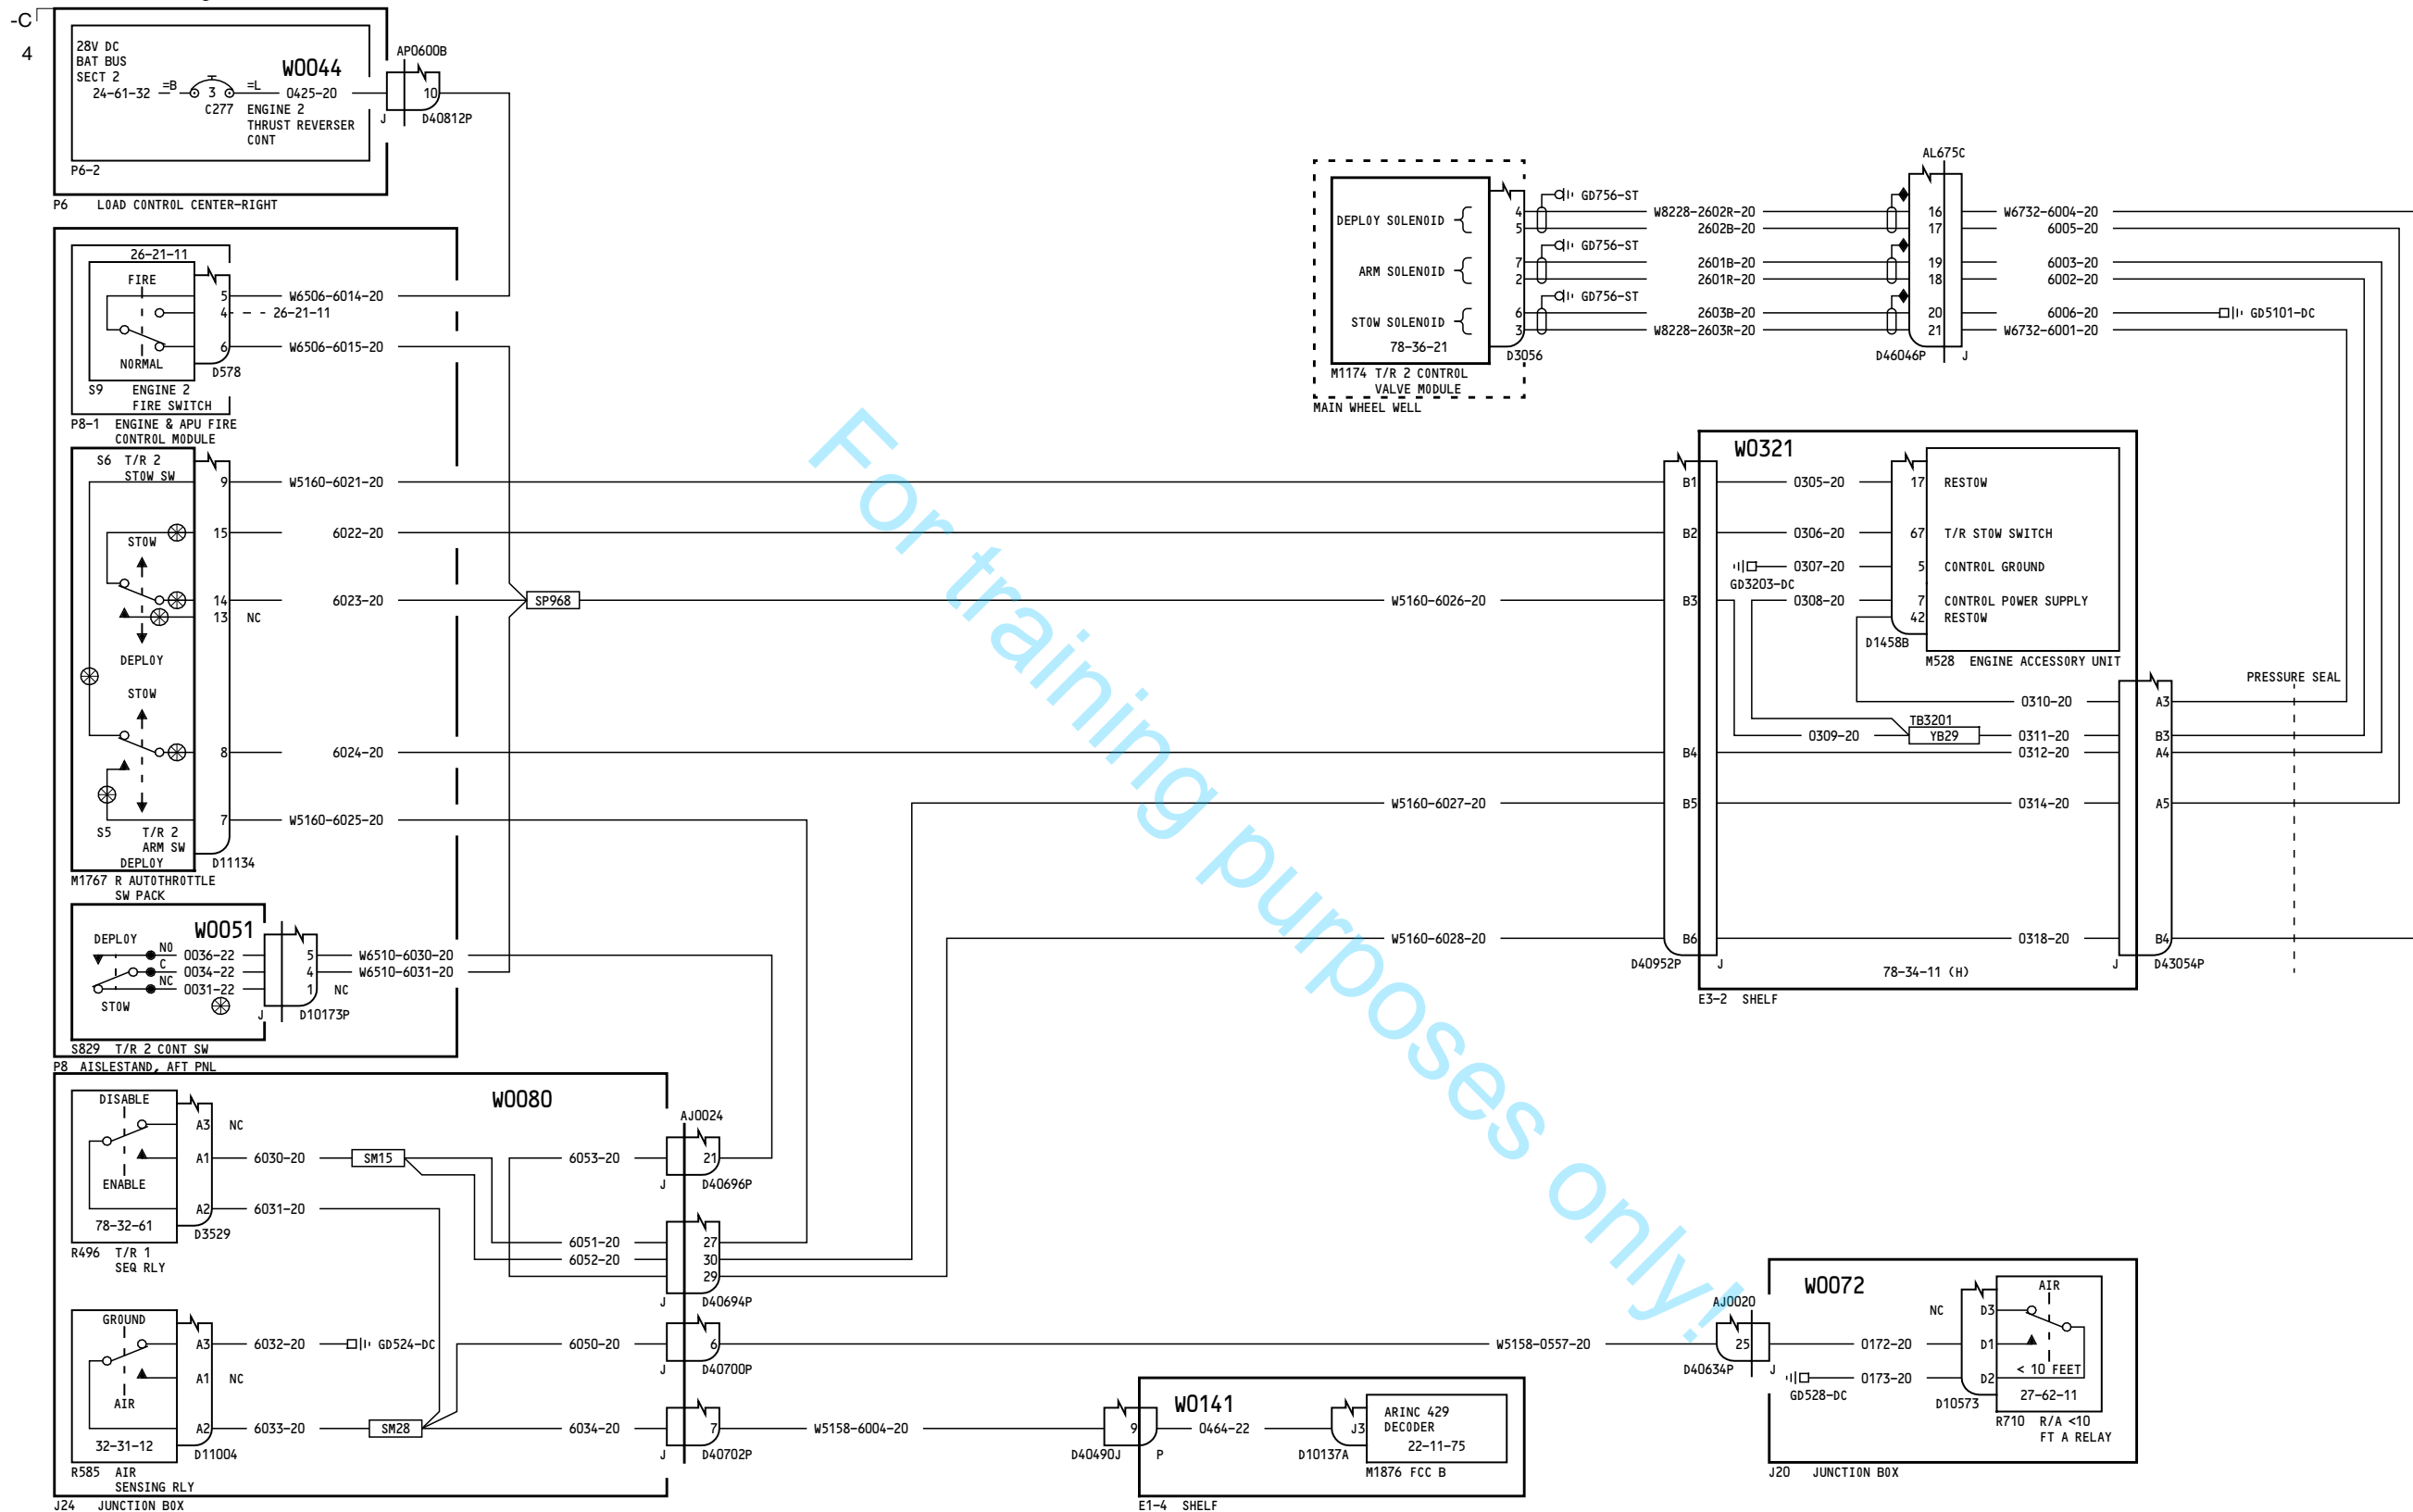 -C
4
28V DC
BAT BUS
SECT 2
24-61-32
=B
3
=L
C277
W0044
0425-20
ENGINE 2
THRUST REVERSER
CONT
P6-2
P6 LOAD CONTROL CENTER-RIGHT
AP0600B
10
J
D40812P
26-21-11
FIRE
NORMAL
5
4
6
W6506-6014-20
26-21-11
W6506-6015-20
D578
S9 ENGINE 2
FIRE SWITCH
P8-1 ENGINE & APU FIRE
CONTROL MODULE
S6 T/R 2
STOW SW
STOW
DEPLOY
STOW
S5 T/R 2
ARM SW
DEPLOY
9
15
14
13 NC
8
7
D11134
W5160-6021-20
6022-20
6023-20
6024-20
W5160-6025-20
M1767 R AUTOTHROTTLE
SW PACK
SP968
W5160-6026-20
W0051
DEPLOY
NO
0036-22
C
0034-22
NC
0031-22
STOW
5
4
1 NC
J
D10173P
W6510-6030-20
W6510-6031-20
S829 T/R 2 CONT SW
P8 AISLESTAND, AFT PNL
MAIN WHEEL WELL
DEPLOY SOLENOID
ARM SOLENOID
STOW SOLENOID
78-36-21
M1174 T/R 2 CONTROL
VALVE MODULE
4
5
7
2
6
3
D3056
GD756-ST
GD756-ST
GD756-ST
W8228-2602R-20
2602B-20
2601B-20
2601R-20
2603B-20
W8228-2603R-20
AL675C
16
17
19
18
20
21
D46046P
J
W6732-6004-20
6005-20
6003-20
6002-20
6006-20
W6732-6001-20
GD5101-DC
W0321
B1
B2
B3
B4
B5
B6
D40952P
J
0305-20
0306-20
0307-20
GD3203-DC
0308-20
17 RESTOW
67 T/R STOW SWITCH
5 CONTROL GROUND
7 CONTROL POWER SUPPLY
42 RESTOW
D1458B
M528 ENGINE ACCESSORY UNIT
0310-20
TB3201
0309-20
YB29
0311-20
0312-20
0314-20
0318-20
A3
B3
A4
A5
B4
J
D43054P
78-34-11 (H)
E3-2 SHELF
PRESSURE SEAL
W5160-6027-20
W5160-6028-20
W0080
DISABLE
ENABLE
78-32-61
A3 NC
A1
A2
D3529
6030-20
SM15
6031-20
R496 T/R 1
SEQ RLY
GROUND
AIR
32-31-12
A3
A1 NC
A2
D11004
6032-20
GD524-DC
6033-20
SM28
R585 AIR
SENSING RLY
J24 JUNCTION BOX
AJ0024
6053-20
21
J
D40696P
6051-20
6052-20
27
30
29
J
D40694P
6050-20
6
J
D40700P
6034-20
7
J
D40702P
W5158-0557-20
W5158-6004-20
W0141
9
D40490J
P
0464-22
J3
D10137A
ARINC 429
DECODER
22-11-75
M1876 FCC B
E1-4 SHELF
AJ0020
25
D40634P
J
W0072
0172-20
GD528-DC
0173-20
NC
D3
D1
D2
D10573
AIR
< 10 FEET
27-62-11
R710 R/A <10
FT A RELAY
J20 JUNCTION BOX
For training purposes only!